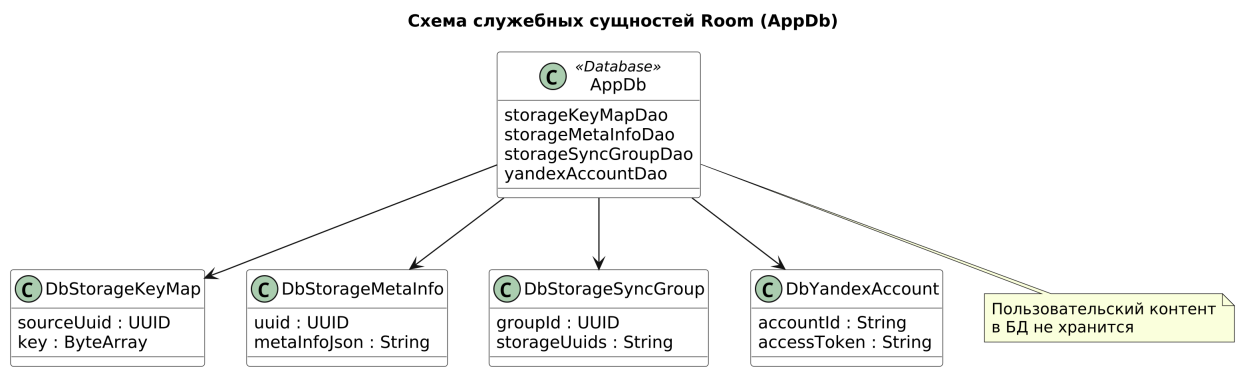 Схема служебных сущностей Room (AppDb)
C
«Database»
AppDb
storageKeyMapDao
storageMetaInfoDao
storageSyncGroupDao
yandexAccountDao
C DbStorageKeyMap
sourceUuid : UUID
key : ByteArray
C DbStorageMetaInfo
uuid : UUID
metaInfoJson : String
C DbStorageSyncGroup
groupId : UUID
storageUuids : String
C DbYandexAccount
accountId : String
accessToken : String
Пользовательский контент
в БД не хранится